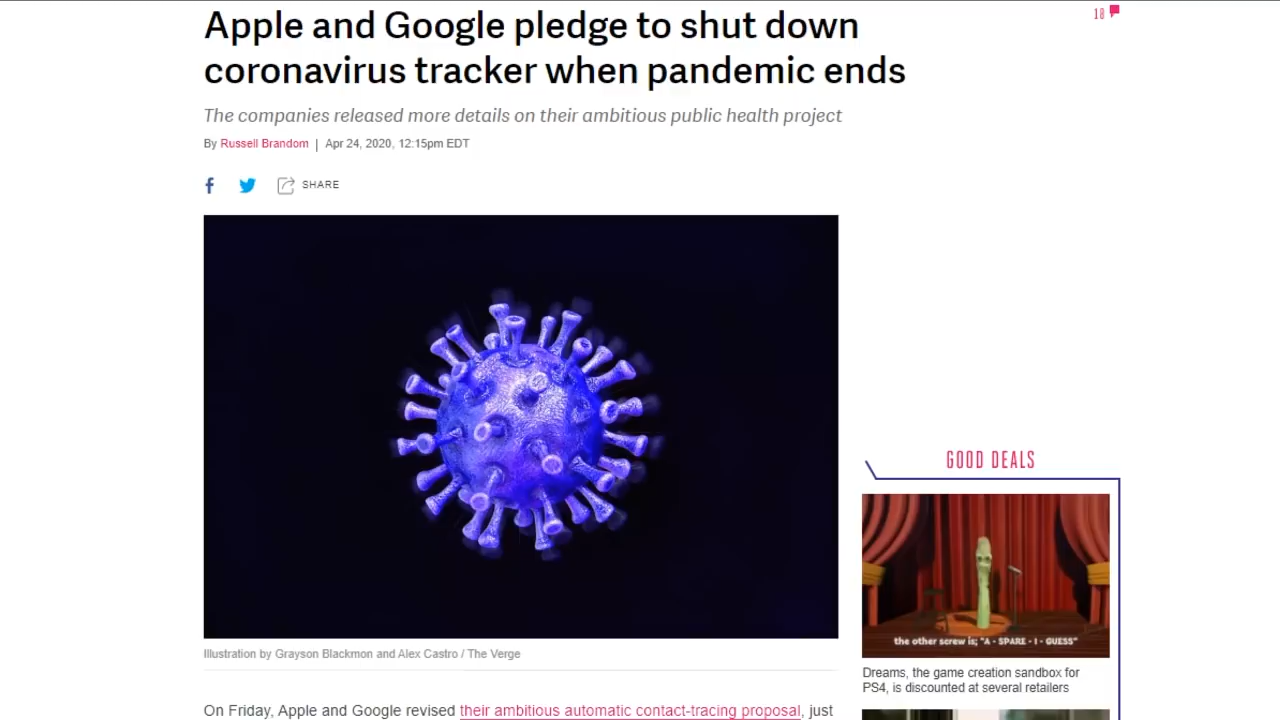 Apple and Google pledge to shut down
coronavirus tracker when pandemic ends
18
The companies released more details on their ambitious public health project
By Russell Brandom | Apr 24, 2020, 12:15pm EDT
SHARE
Illustration by Grayson Blackmon and Alex Castro / The Verge
On Friday, Apple and Google revised their ambitious automatic contact-tracing proposal, just
GOOD DEALS
the other screw is; "A - SPARE - I - GUESS"
Dreams, the game creation sandbox for
PS4, is discounted at several retailers